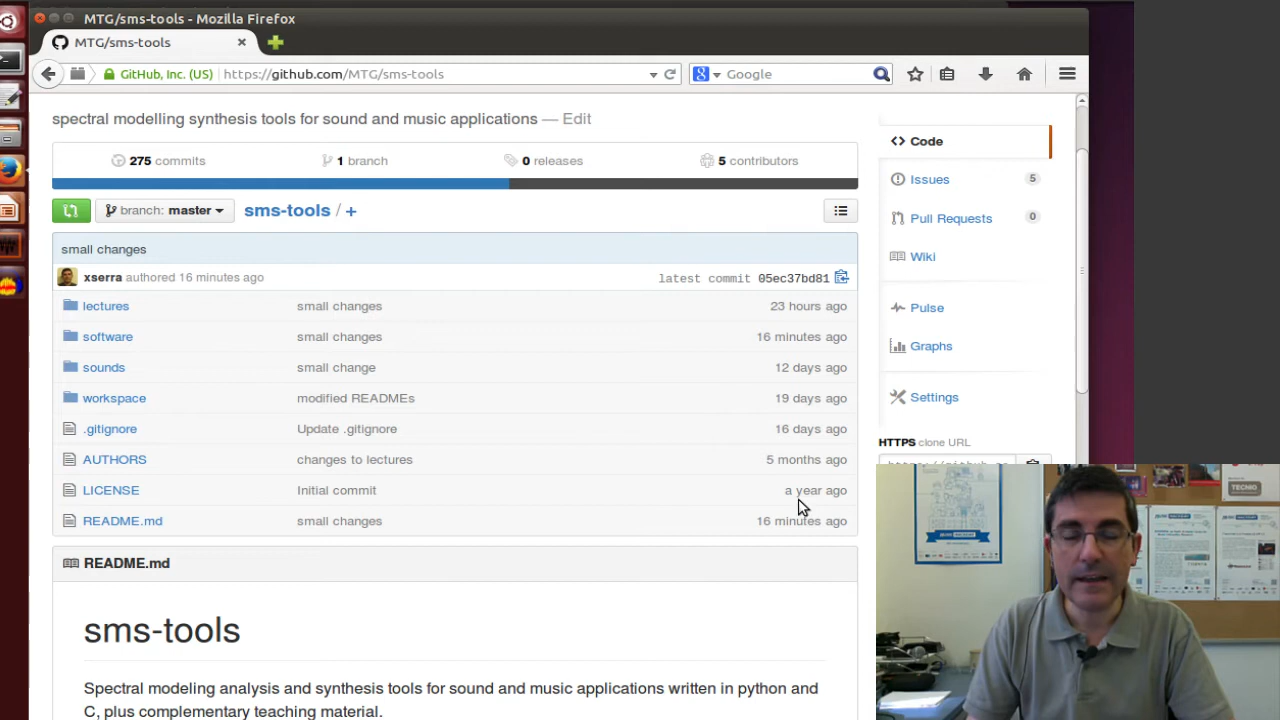 MTG/sms-tools - Mozilla Firefox
MTG/sms-tools
GitHub, Inc. (US) https://github.com/MTG/sms-tools Google
spectral modelling synthesis tools for sound and music applications — Edit
275 commits 1 branch 0 releases 5 contributors
branch: master sms-tools / +
small changes
xserra authored 16 minutes ago latest commit 05ec37bd81
lectures small changes 23 hours ago
software small changes 16 minutes ago
sounds small change 12 days ago
workspace modified READMEs 19 days ago
.gitignore Update .gitignore 16 days ago
AUTHORS changes to lectures 5 months ago
LICENSE Initial commit a year ago
README.md small changes 16 minutes ago
README.md
sms-tools
Spectral modeling analysis and synthesis tools for sound and music applications written in python and
C, plus complementary teaching material.
Code
Issues 5
Pull Requests 0
Wiki
Pulse
Graphs
Settings
HTTPS clone URL
TECNIO